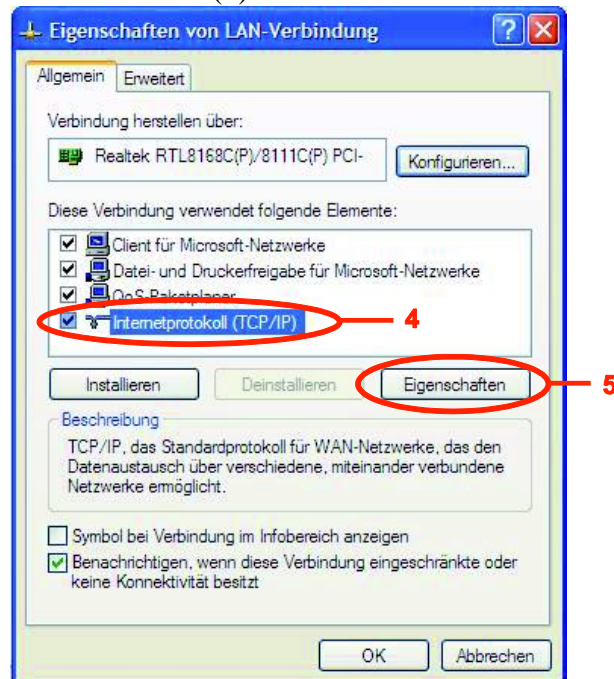 Eigenschaften von LAN-Verbindung
Allgemein Erweitert
Verbindung herstellen über:
Realtek RTL8168C(P)/8111C(P) PCI-
Konfigurieren...
Diese Verbindung verwendet folgende Elemente:
Client für Microsoft-Netzwerke
Datei- und Druckerfreigabe für Microsoft-Netzwerke
QoS-Paketplaner
Internetprotokoll (TCP/IP)
4
Installieren Deinstallieren Eigenschaften
5
Beschreibung
TCP/IP, das Standardprotokoll für WAN-Netzwerke, das den
Datenaustausch über verschiedene, miteinander verbundene
Netzwerke ermöglicht.
Symbol bei Verbindung im Infobereich anzeigen
Benachrichtigen, wenn diese Verbindung eingeschränkte oder
keine Konnektivität besitzt
OK Abbrechen